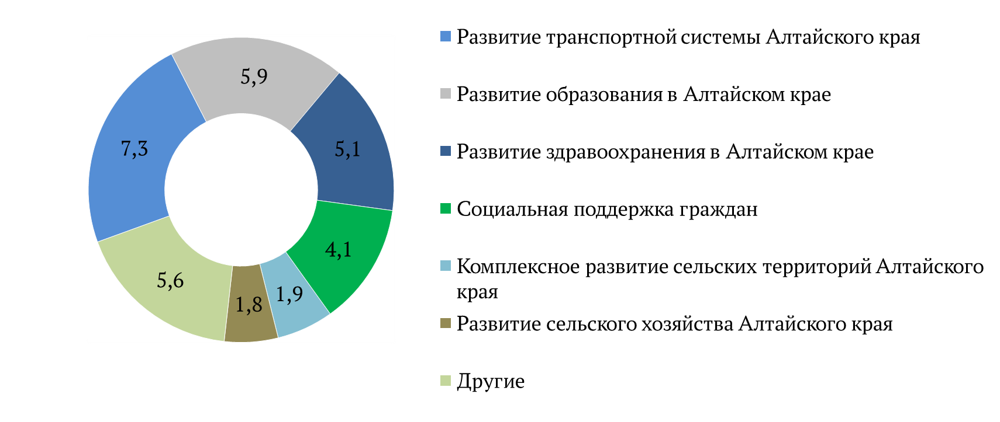 5,9
7,3
5,1
4,1
5,6
1,9
1,8
Развитие транспортной системы Алтайского края
Развитие образования в Алтайском крае
Развитие здравоохранения в Алтайском крае
Социальная поддержка граждан
Комплексное развитие сельских территорий Алтайского
края
Развитие сельского хозяйства Алтайского края
Другие